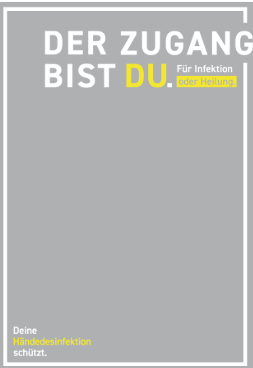 DER ZUGANG
BIST DU. Für Infektion
oder Heilung.
Deine
Händedesinfektion
schützt.